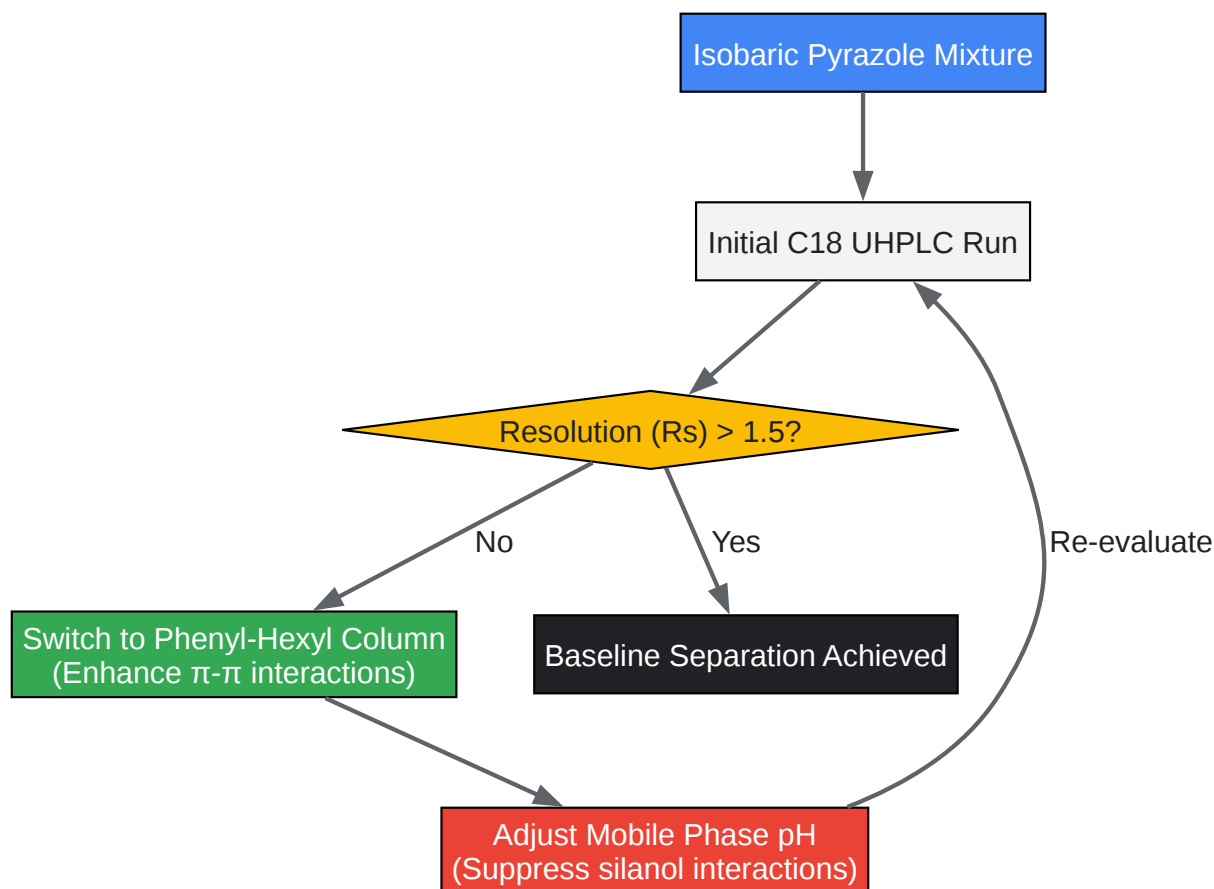 Isobaric Pyrazole Mixture
Initial C18 UHPLC Run
Resolution (Rs) > 1.5?
No
Yes
Re-evaluate
Switch to Phenyl-Hexyl Column
(Enhance π-π interactions)
Baseline Separation Achieved
Adjust Mobile Phase pH
(Suppress silanol interactions)